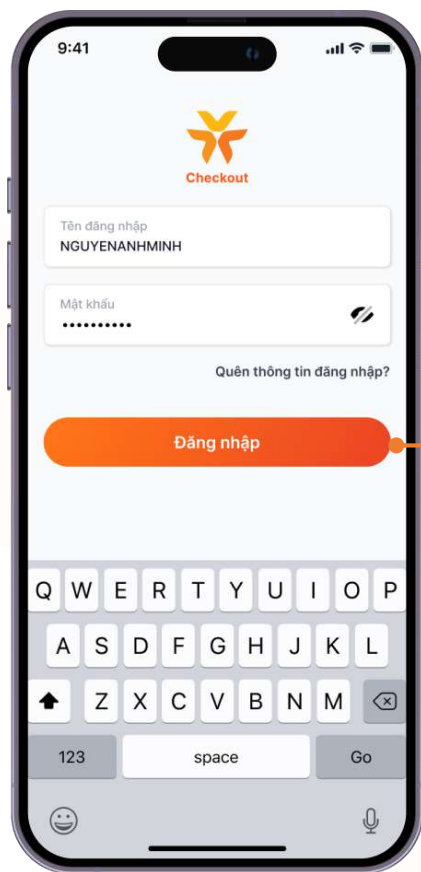 9:41
Checkout
Tên đăng nhập
NGUYENANHMINH
Mật khẩu
••••••••••
Quên thông tin đăng nhập?
Đăng nhập
Q W E R T Y U I O P
A S D F G H J K L
Z X C V B N M
123 space Go